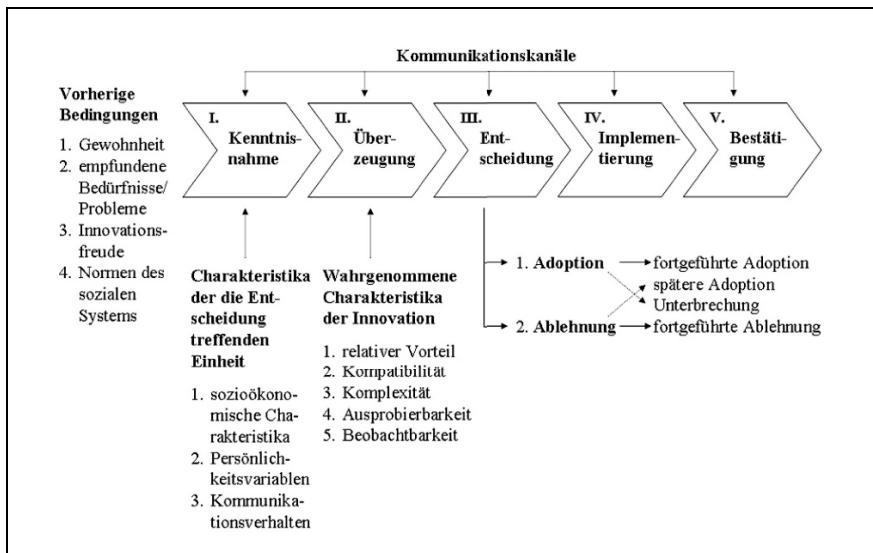 Kommunikationskanäle
Vorherige
Bedingungen
1. Gewohnheit
2. empfundene
Bedürfnisse/
Probleme
3. Innovations-
freude
4. Normen des
sozialen
Systems
I.
Kenntnis-
nahme
II.
Über-
zeugung
III.
Ent-
scheidung
IV.
Implemen-
tierung
V.
Bestäti-
gung
Charakteristika
der die Ent-
scheidung
treffenden
Einheit
1. sozioökono-
mische Cha-
rakteristika
2. Persönlich-
keitsvariablen
3. Kommunika-
tionsverhalten
Wahrgenommene
Charakteristika
der Innovation
1. relativer Vorteil
2. Kompatibilität
3. Komplexität
4. Ausprobierbarkeit
5. Beobachtbarkeit
1. Adoption
fortgeführte Adoption
spätere Adoption
Unterbrechung
2. Ablehnung
fortgeführte Ablehnung